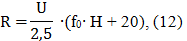 R = U/2,5 ·(f₀· H + 20), (12)